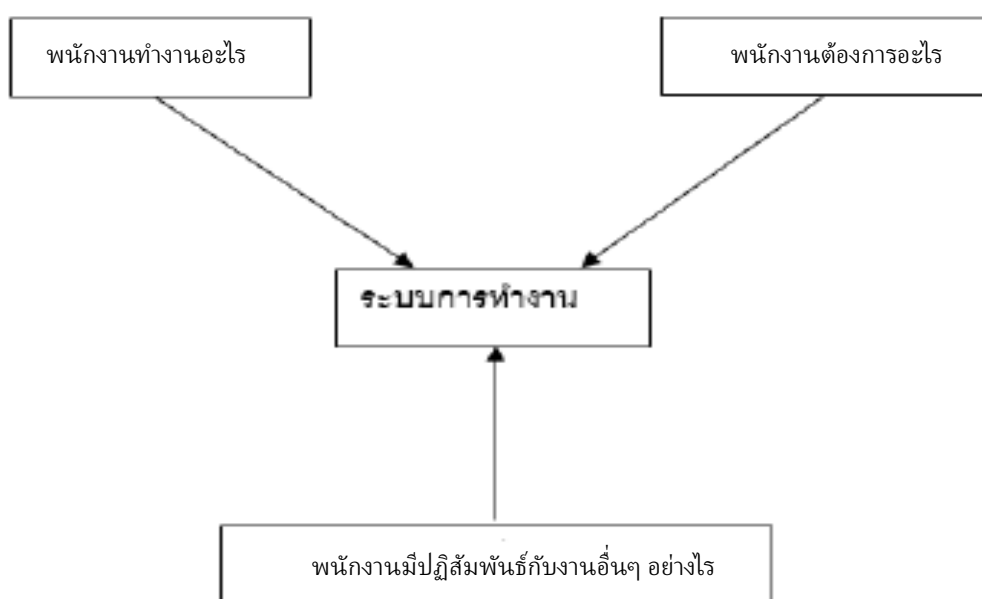 พนักงานทำงานอะไร
พนักงานต้องการอะไร
ระบบการทำงาน
พนักงานมีปฏิสัมพันธ์กับงานอื่นๆ อย่างไร